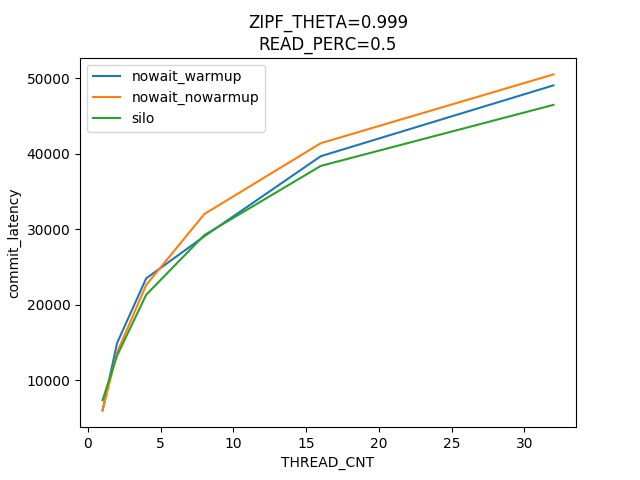 ZIPF_THETA=0.999
READ_PERC=0.5
nowait_warmup
nowait_nowarmup
silo
commit_latency
50000
40000
30000
20000
10000
0 5 10 15 20 25 30
THREAD_CNT